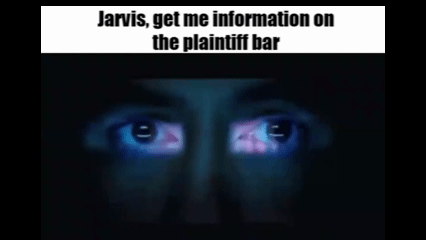 Jarvis, get me information on
the plaintiff bar